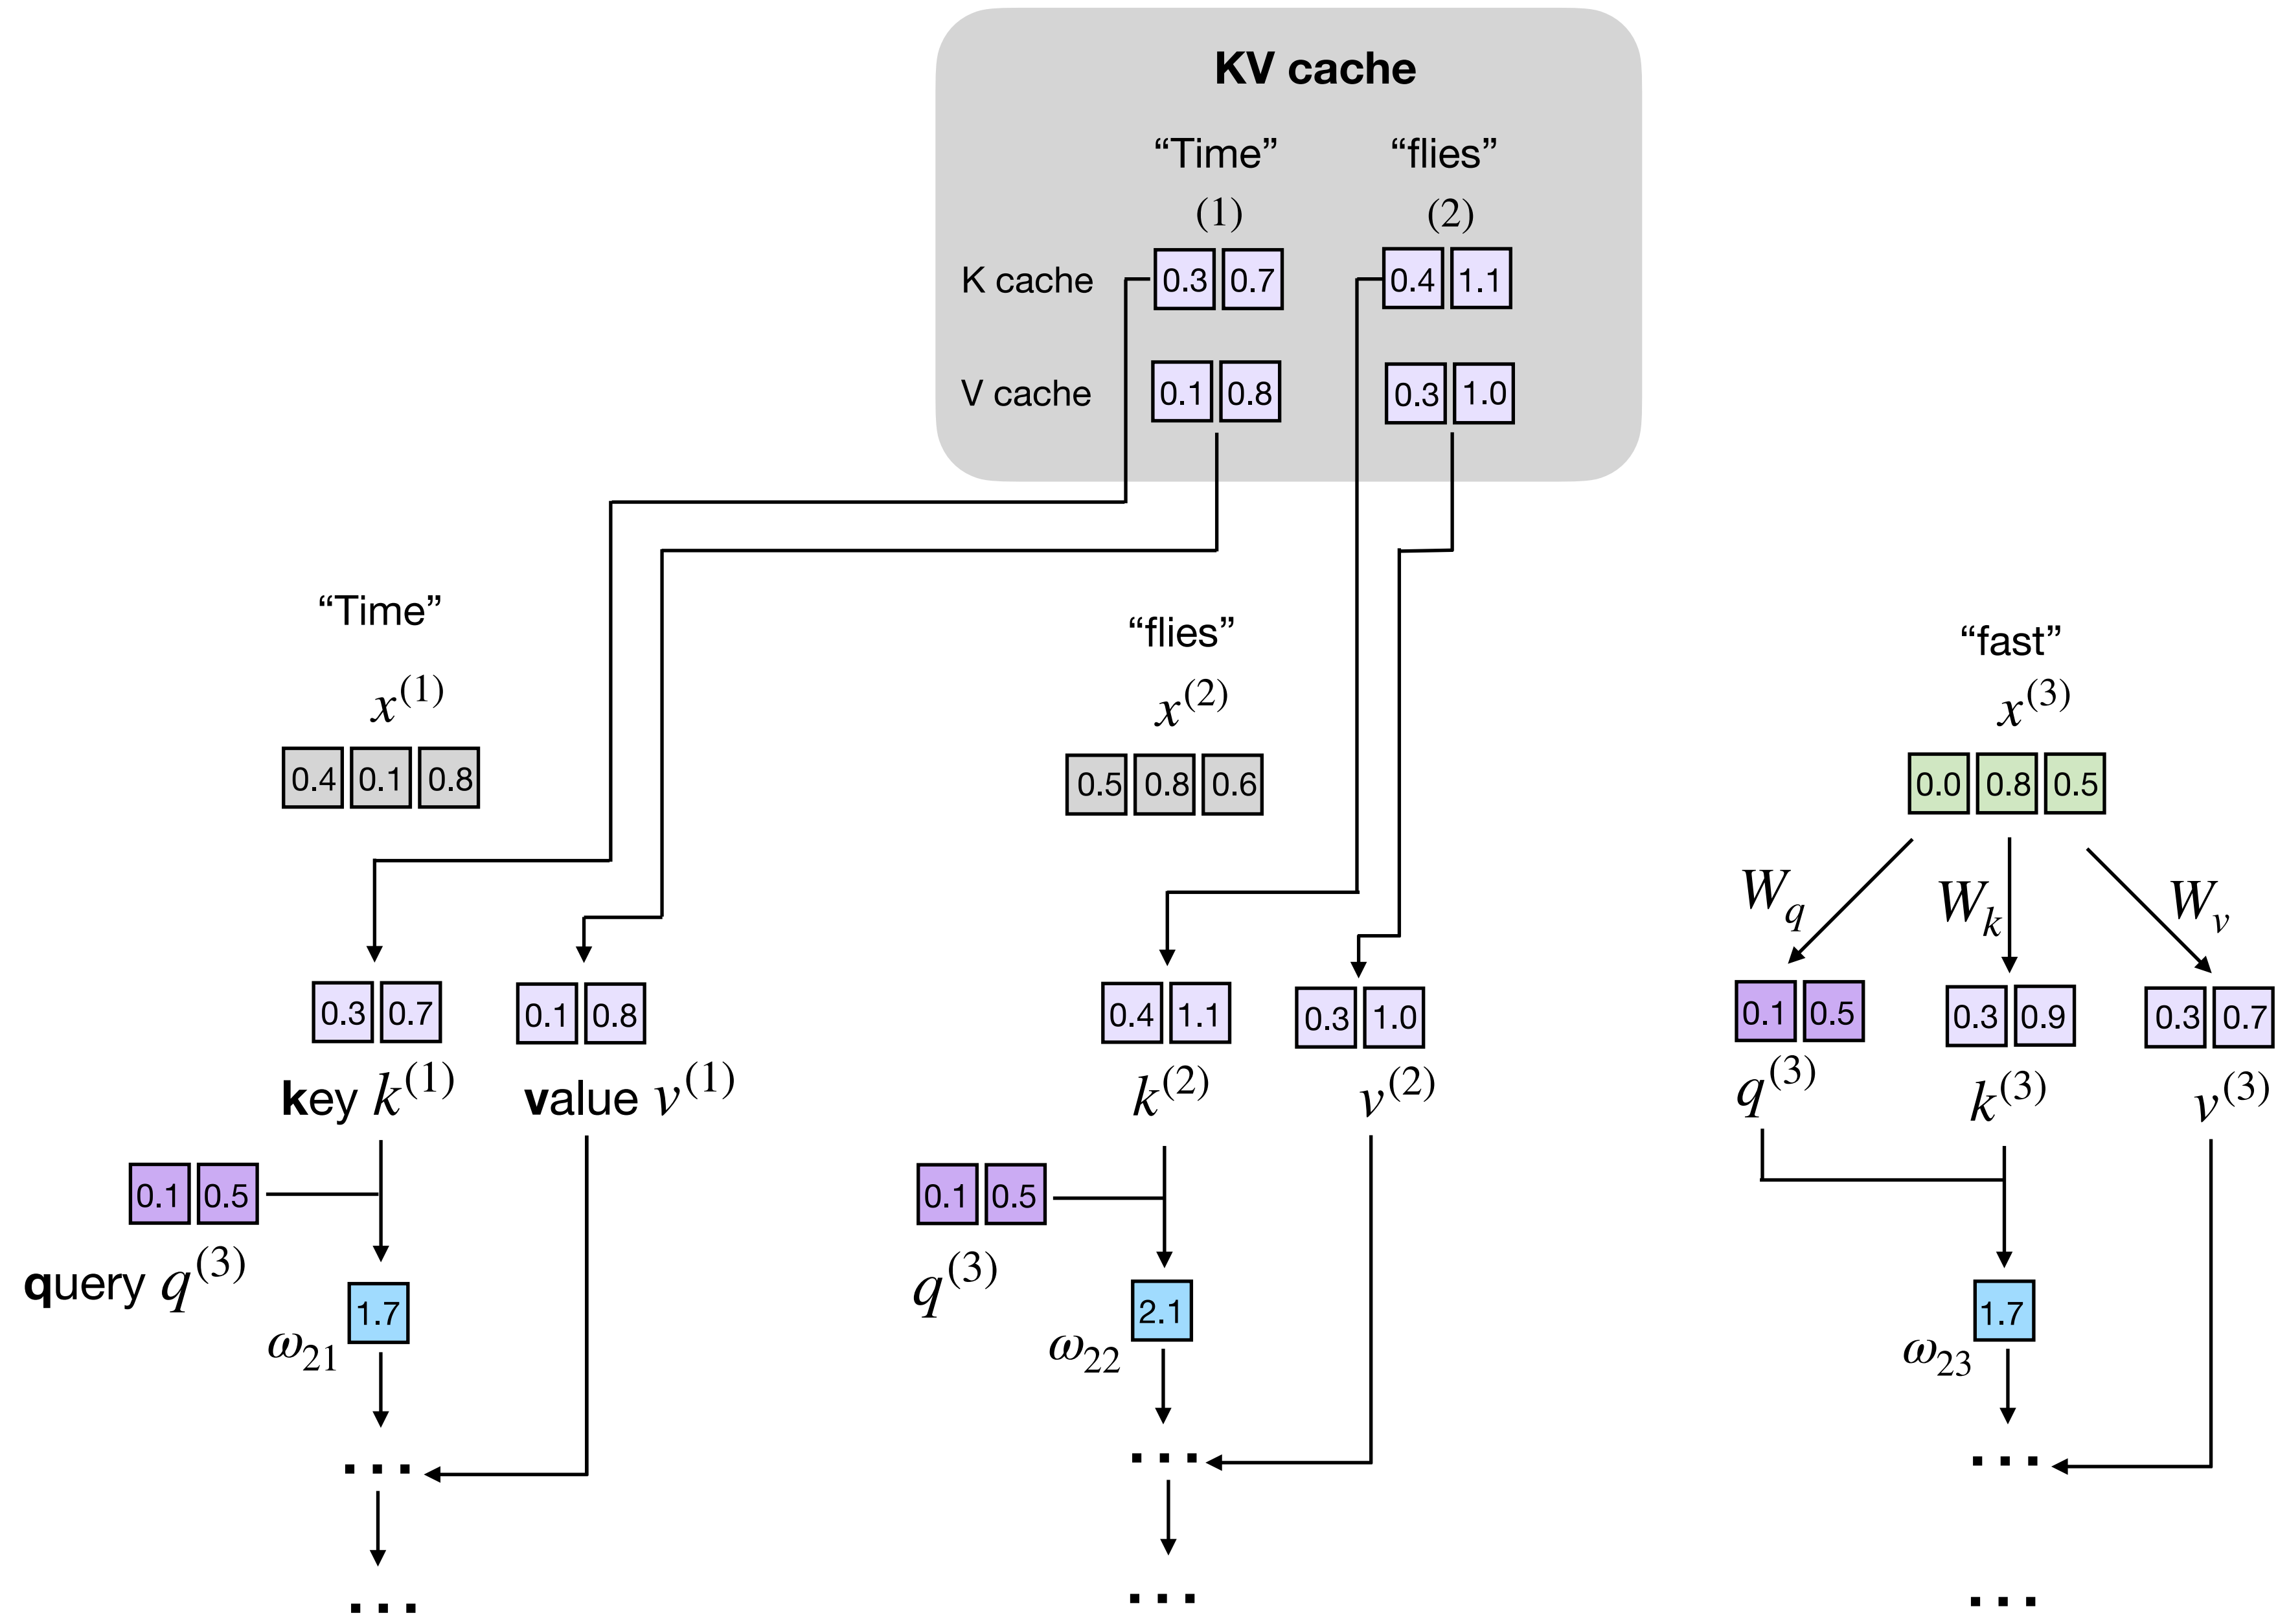 KV cache
“Time” “flies”
(1) (2)
K cache 0.3 0.7 0.4 1.1
V cache 0.1 0.8 0.3 1.0
“Time” “flies” “fast”
x(1) x(2) x(3)
0.4 0.1 0.8 0.5 0.8 0.6 0.0 0.8 0.5
Wq Wk Wv
0.3 0.7 0.1 0.8 0.4 1.1 0.3 1.0 0.1 0.5 0.3 0.9 0.3 0.7
key k(1) value v(1) k(2) v(2) q(3) k(3) v(3)
0.1 0.5 0.1 0.5
query q(3) q(3)
1.7 2.1 1.7
ω21 ω22 ω23
... ... ...
... ... ...